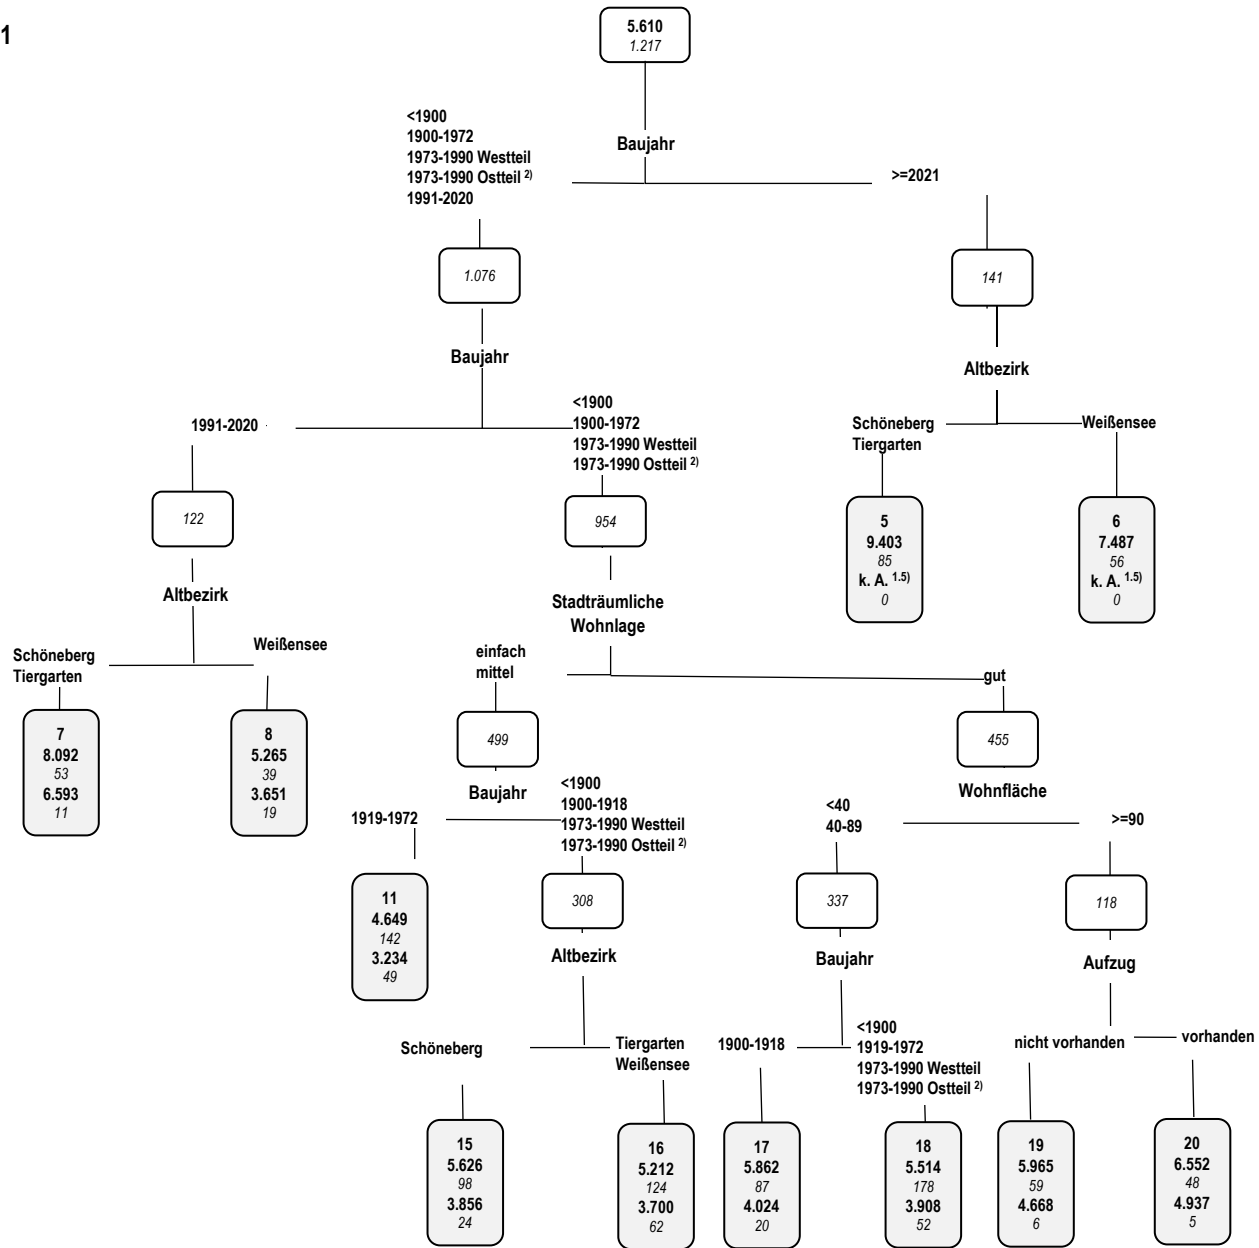 1
5.610
1.217
<1900
1900-1972
1973-1990 Westteil
1973-1990 Ostteil 2)
1991-2020
Baujahr
>=2021
1.076
141
Baujahr
Altbezirk
1991-2020
<1900
1900-1972
1973-1990 Westteil
1973-1990 Ostteil 2)
Schöneberg
Tiergarten
Weißensee
122
954
5
9.403
85
k. A. 1.5)
0
6
7.487
56
k. A. 1.5)
0
Altbezirk
Stadträumliche
Wohnlage
Schöneberg
Tiergarten
Weißensee
einfach
mittel
gut
7
8.092
53
6.593
11
8
5.265
39
3.651
19
499
455
Baujahr
Wohnfläche
1919-1972
<1900
1900-1918
1973-1990 Westteil
1973-1990 Ostteil 2)
<40
40-89
>=90
11
4.649
142
3.234
49
308
337
118
Altbezirk
Baujahr
Aufzug
Schöneberg
Tiergarten
Weißensee
1900-1918
<1900
1919-1972
1973-1990 Westteil
1973-1990 Ostteil 2)
nicht vorhanden
vorhanden
15
5.626
98
3.856
24
16
5.212
124
3.700
62
17
5.862
87
4.024
20
18
5.514
178
3.908
52
19
5.965
59
4.668
6
20
6.552
48
4.937
5